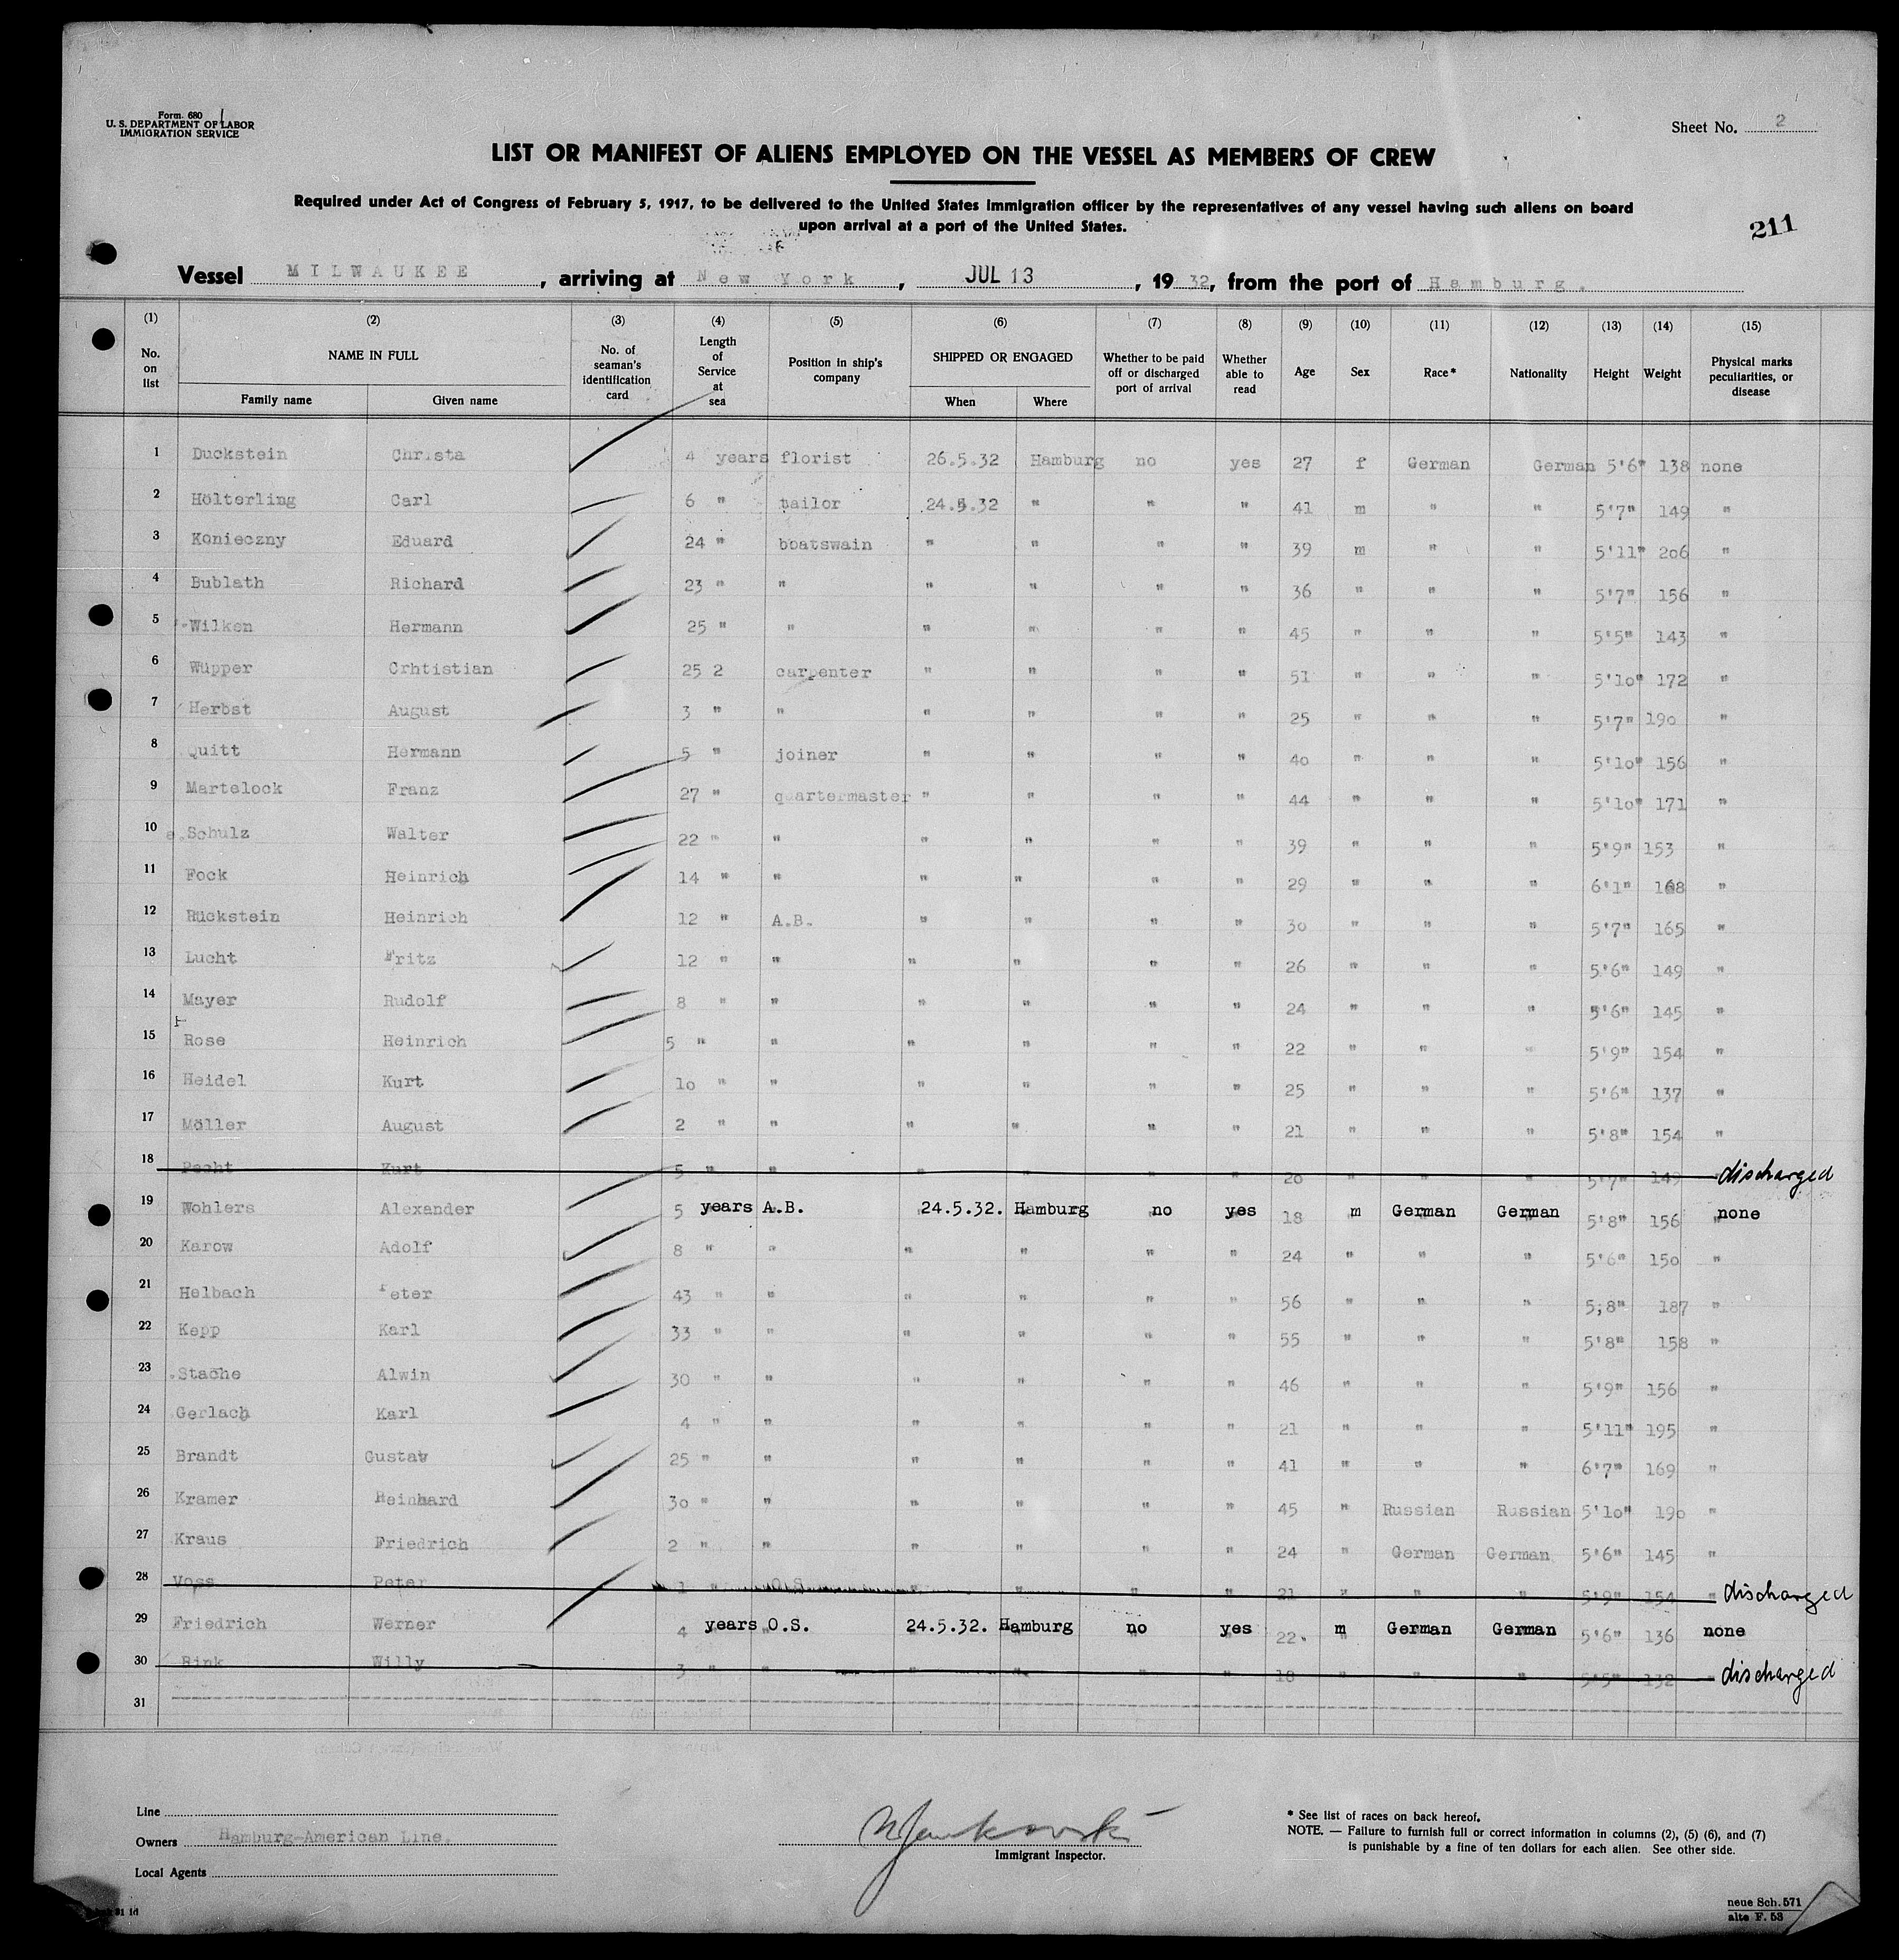 Form. 680
U. S. DEPARTMENT OF LABOR
IMMIGRATION SERVICE
Sheet No. 2
LIST OR MANIFEST OF ALIENS EMPLOYED ON THE VESSEL AS MEMBERS OF CREW
Required under Act of Congress of February 5, 1917, to be delivered to the United States immigration officer by the representatives of any vessel having such aliens on board
upon arrival at a port of the United States.
211
Vessel MILWAUKEE, arriving at New York, JUL 13, 19 32, from the port of Hamburg.
(1) (2) (3) (4) (5) (6) (7) (8) (9) (10) (11) (12) (13) (14) (15)
No. on list NAME IN FULL No. of seaman's identification card Length of Service at sea Position in ship's company SHIPPED OR ENGAGED Whether to be paid off or discharged port of arrival Whether able to read Age Sex Race* Nationality Height Weight Physical marks peculiarities, or disease
Family name Given name When Where
1 Duckstein Christa 4 years florist 26.5.32 Hamburg no yes 27 f German German 5'6" 138 none
2 Hölterling Carl 6 " tailor 24.5.32 " " " 41 m " " 5'7" 149 "
3 Konieczny Eduard 24 " boatswain " " " " 39 m " " 5'11" 206 "
4 Bublath Richard 23 " " " " " " 36 " " " 5'7" 156 "
5 Wilken Hermann 25 " " " " " " 45 " " " 5'5" 143 "
6 Wüpper Crhtistian 25 2 carpenter " " " " 51 " " " 5'10" 172 "
7 Herbst August 3 " " " " " " 25 " " " 5'7" 190 "
8 Quitt Hermann 5 " joiner " " " " 40 " " " 5'10" 156 "
9 Martelock Franz 27 " quartermaster " " " " 44 " " " 5'10" 171 "
10 Schulz Walter 22 " " " " " " 39 " " " 5'9" 153 "
11 Fock Heinrich 14 " " " " " " 29 " " " 6'1" 168 "
12 Rückstein Heinrich 12 " A.B. " " " " 30 " " " 5'7" 165 "
13 Lucht Fritz 12 " " " " " " 26 " " " 5'6" 149 "
14 Mayer Rudolf 8 " " " " " " 24 " " " 5'6" 145 "
15 Rose Heinrich 5 " " " " " " 22 " " " 5'9" 154 "
16 Heidel Kurt 10 " " " " " " 25 " " " 5'6" 137 "
17 Möller August 2 " " " " " " 21 " " " 5'8" 154 "
18 Pecht Kurt 5 " " " " " " 20 " " " 5'7" 149 " discharged
19 Wohlers Alexander 5 years A.B. 24.5.32. Hamburg no yes 18 m German German 5'8" 156 none
20 Karow Adolf 8 " " " " " " 24 " " " 5'6" 150 "
21 Helbach Peter 43 " " " " " " 56 " " " 5;8" 187 "
22 Kepp Karl 33 " " " " " " 55 " " " 5'8" 158 "
23 Stache Alwin 30 " " " " " " 46 " " " 5'9" 156 "
24 Gerlach Karl 4 " " " " " " 21 " " " 5'11" 195 "
25 Brandt Gustav 25 " " " " " " 41 " " " 6'7" 169 "
26 Kramer Reinhard 30 " " " " " " 45 " Russian Russian 5'10" 190 "
27 Kraus Friedrich 2 " " " " " " 24 " German German 5'6" 145 "
28 Voss Peter 1 " O.S. " " " " 21 " " " 5'9" 154 " discharged
29 Friedrich Werner 4 years O.S. 24.5.32. Hamburg no yes 22. m German German 5'6" 136 none
30 Rink Willy 3 " " " " " " 18 " " " 5'5" 132 " discharged
31
Line
Owners Hamburg-American Line.
Local Agents
Immigrant Inspector.
* See list of races on back hereof.
NOTE. — Failure to furnish full or correct information in columns (2), (5) (6), and (7)
is punishable by a fine of ten dollars for each alien. See other side.
neue Sch. 571
alte F. 53